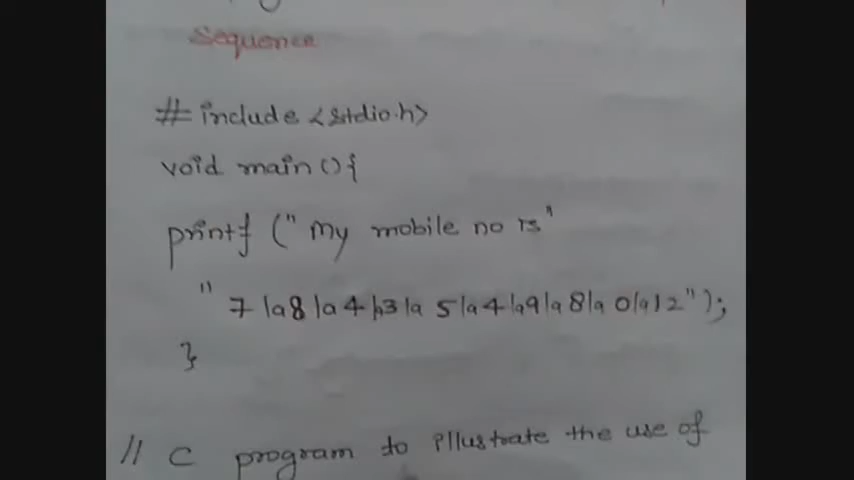 Sequence
# include <stdio.h>
void main (){
printf (" My mobile no is"
" 7\a8\a4\a3\a 5\a4\a9\a8\a 0\a12");
}
// C program to illustrate the use of